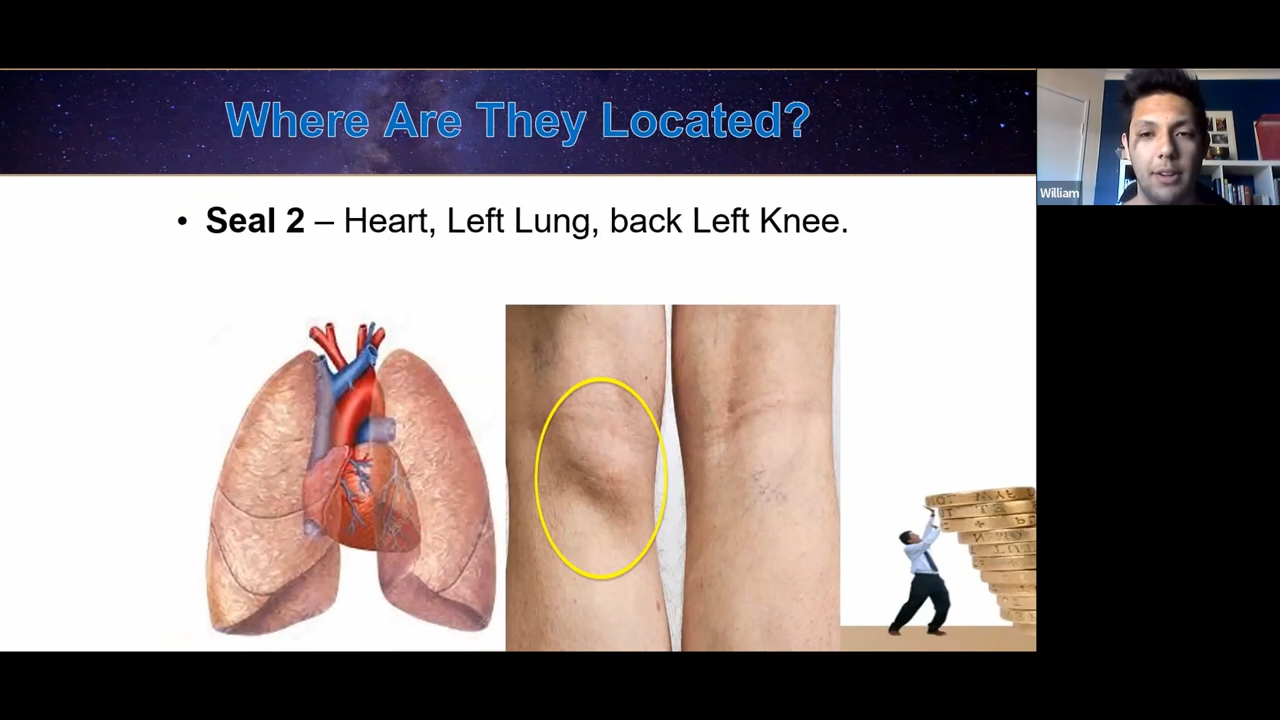 Where Are They Located?
• Seal 2 – Heart, Left Lung, back Left Knee.
William